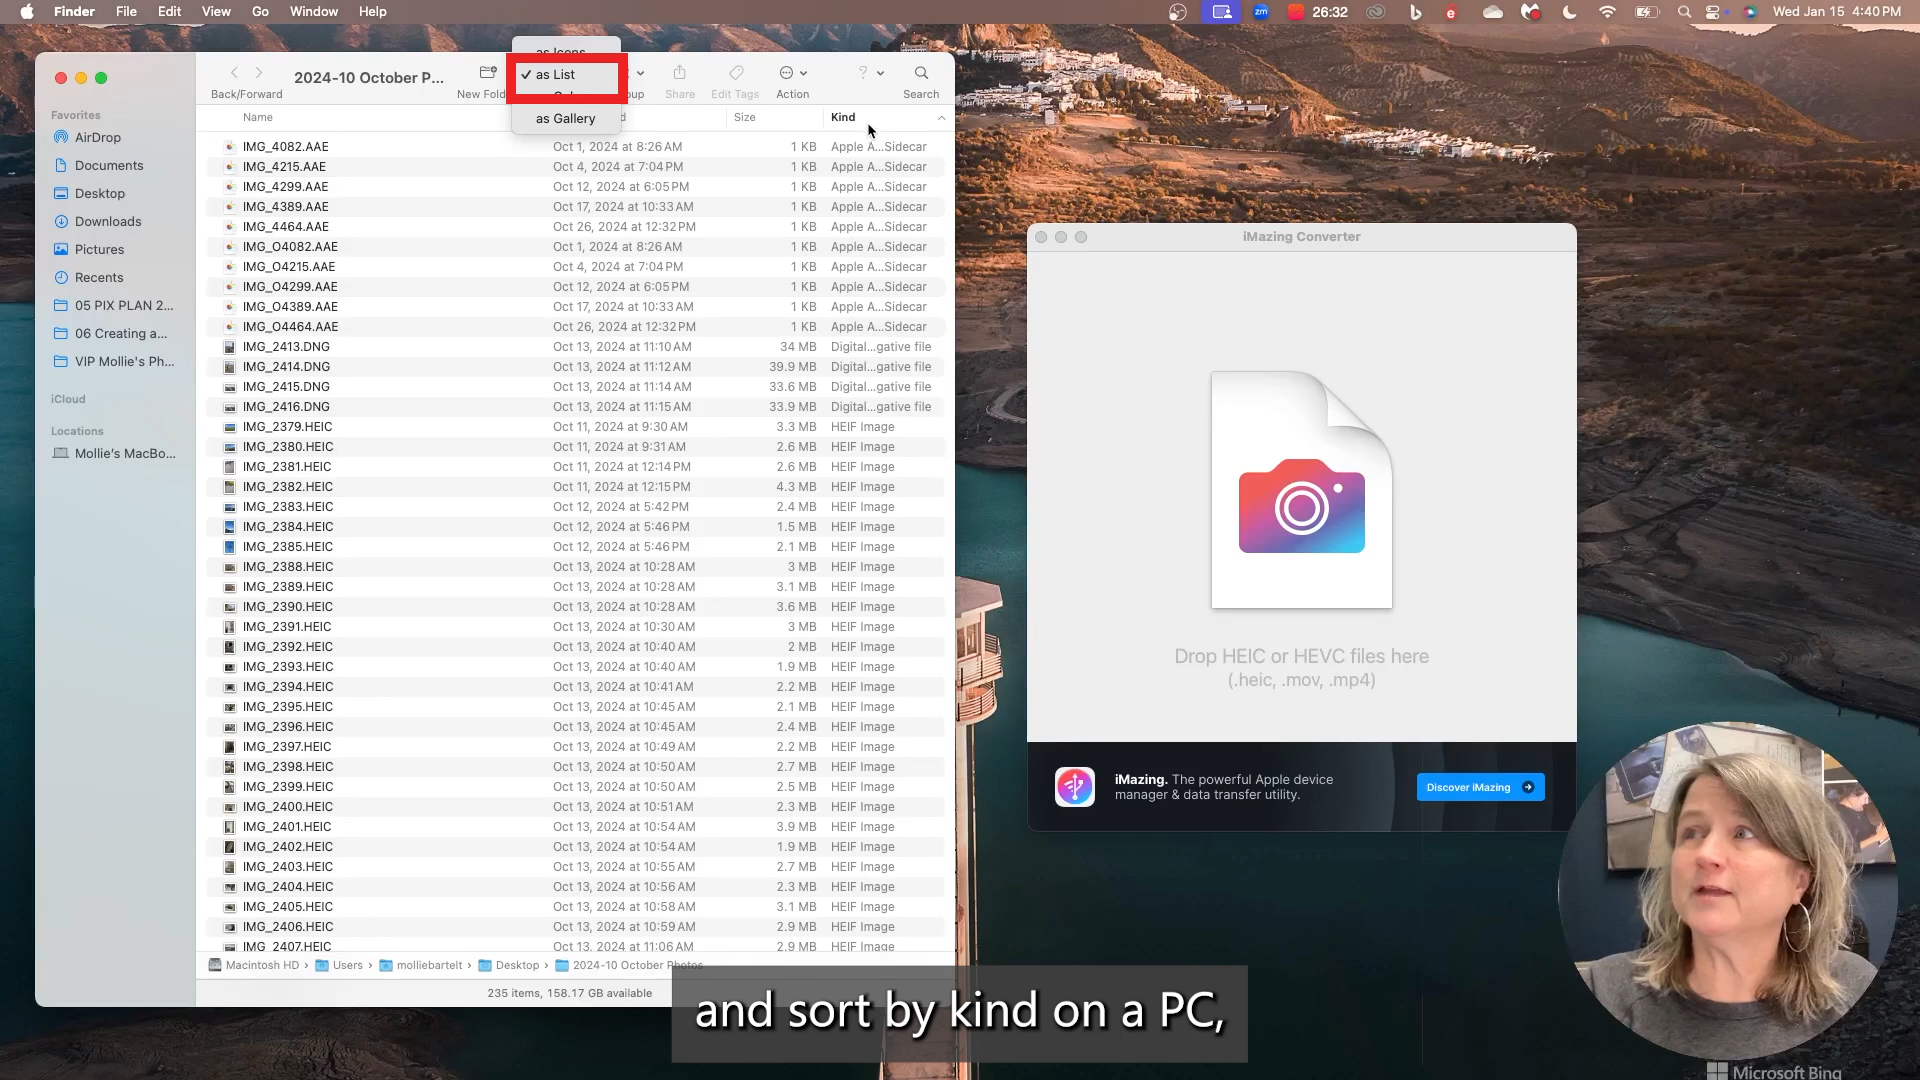 Finder File Edit View Go Window Help
zm 26:32 Wed Jan 15 4:40 PM
as Icons
✓ as List
as Gallery
2024-10 October P...
Back/Forward
Share Edit Tags Action Search
Favorites
AirDrop
Documents
Desktop
Downloads
Pictures
Recents
05 PIX PLAN 2...
06 Creating a...
VIP Mollie's Ph...
iCloud
Locations
Mollie's MacBo...
Name Size Kind
IMG_4082.AAE Oct 1, 2024 at 8:26 AM 1 KB Apple A...Sidecar
IMG_4215.AAE Oct 4, 2024 at 7:04 PM 1 KB Apple A...Sidecar
IMG_4299.AAE Oct 12, 2024 at 6:05 PM 1 KB Apple A...Sidecar
IMG_4389.AAE Oct 17, 2024 at 10:33 AM 1 KB Apple A...Sidecar
IMG_4464.AAE Oct 26, 2024 at 12:32 PM 1 KB Apple A...Sidecar
IMG_O4082.AAE Oct 1, 2024 at 8:26 AM 1 KB Apple A...Sidecar
IMG_O4215.AAE Oct 4, 2024 at 7:04 PM 1 KB Apple A...Sidecar
IMG_O4299.AAE Oct 12, 2024 at 6:05 PM 1 KB Apple A...Sidecar
IMG_O4389.AAE Oct 17, 2024 at 10:33 AM 1 KB Apple A...Sidecar
IMG_O4464.AAE Oct 26, 2024 at 12:32 PM 1 KB Apple A...Sidecar
IMG_2413.DNG Oct 13, 2024 at 11:10 AM 34 MB Digital...gative file
IMG_2414.DNG Oct 13, 2024 at 11:12 AM 39.9 MB Digital...gative file
IMG_2415.DNG Oct 13, 2024 at 11:14 AM 33.6 MB Digital...gative file
IMG_2416.DNG Oct 13, 2024 at 11:15 AM 33.9 MB Digital...gative file
IMG_2379.HEIC Oct 11, 2024 at 9:30 AM 3.3 MB HEIF Image
IMG_2380.HEIC Oct 11, 2024 at 9:31 AM 2.6 MB HEIF Image
IMG_2381.HEIC Oct 11, 2024 at 12:14 PM 2.6 MB HEIF Image
IMG_2382.HEIC Oct 11, 2024 at 12:15 PM 4.3 MB HEIF Image
IMG_2383.HEIC Oct 12, 2024 at 5:42 PM 2.4 MB HEIF Image
IMG_2384.HEIC Oct 12, 2024 at 5:46 PM 1.5 MB HEIF Image
IMG_2385.HEIC Oct 12, 2024 at 5:46 PM 2.1 MB HEIF Image
IMG_2388.HEIC Oct 13, 2024 at 10:28 AM 3 MB HEIF Image
IMG_2389.HEIC Oct 13, 2024 at 10:28 AM 3.1 MB HEIF Image
IMG_2390.HEIC Oct 13, 2024 at 10:28 AM 3.6 MB HEIF Image
IMG_2391.HEIC Oct 13, 2024 at 10:30 AM 3 MB HEIF Image
IMG_2392.HEIC Oct 13, 2024 at 10:40 AM 2 MB HEIF Image
IMG_2393.HEIC Oct 13, 2024 at 10:40 AM 1.9 MB HEIF Image
IMG_2394.HEIC Oct 13, 2024 at 10:41 AM 2.2 MB HEIF Image
IMG_2395.HEIC Oct 13, 2024 at 10:45 AM 2.1 MB HEIF Image
IMG_2396.HEIC Oct 13, 2024 at 10:45 AM 2.4 MB HEIF Image
IMG_2397.HEIC Oct 13, 2024 at 10:49 AM 2.2 MB HEIF Image
IMG_2398.HEIC Oct 13, 2024 at 10:50 AM 2.7 MB HEIF Image
IMG_2399.HEIC Oct 13, 2024 at 10:50 AM 2.5 MB HEIF Image
IMG_2400.HEIC Oct 13, 2024 at 10:51 AM 2.3 MB HEIF Image
IMG_2401.HEIC Oct 13, 2024 at 10:54 AM 3.9 MB HEIF Image
IMG_2402.HEIC Oct 13, 2024 at 10:54 AM 1.9 MB HEIF Image
IMG_2403.HEIC Oct 13, 2024 at 10:55 AM 2.7 MB HEIF Image
IMG_2404.HEIC Oct 13, 2024 at 10:56 AM 2.3 MB HEIF Image
IMG_2405.HEIC Oct 13, 2024 at 10:58 AM 3.1 MB HEIF Image
IMG_2406.HEIC Oct 13, 2024 at 10:59 AM 2.9 MB HEIF Image
IMG_2407.HEIC Oct 13, 2024 at 11:06 AM 2.9 MB HEIF Image
Macintosh HD › Users › molliebartelt › Desktop › 2024-10 October Photos
235 items, 158.17 GB available
iMazing Converter
Drop HEIC or HEVC files here
(.heic, .mov, .mp4)
iMazing. The powerful Apple device
manager & data transfer utility.
Discover iMazing
and sort by kind on a PC,
Microsoft Bing